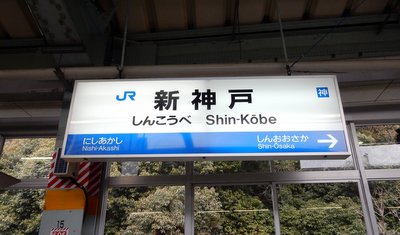 JR 新神戸 神
しんこうべ Shin-Kōbe
にしあかし しんおおさか
Nishi-Akashi Shin-Ōsaka →
15